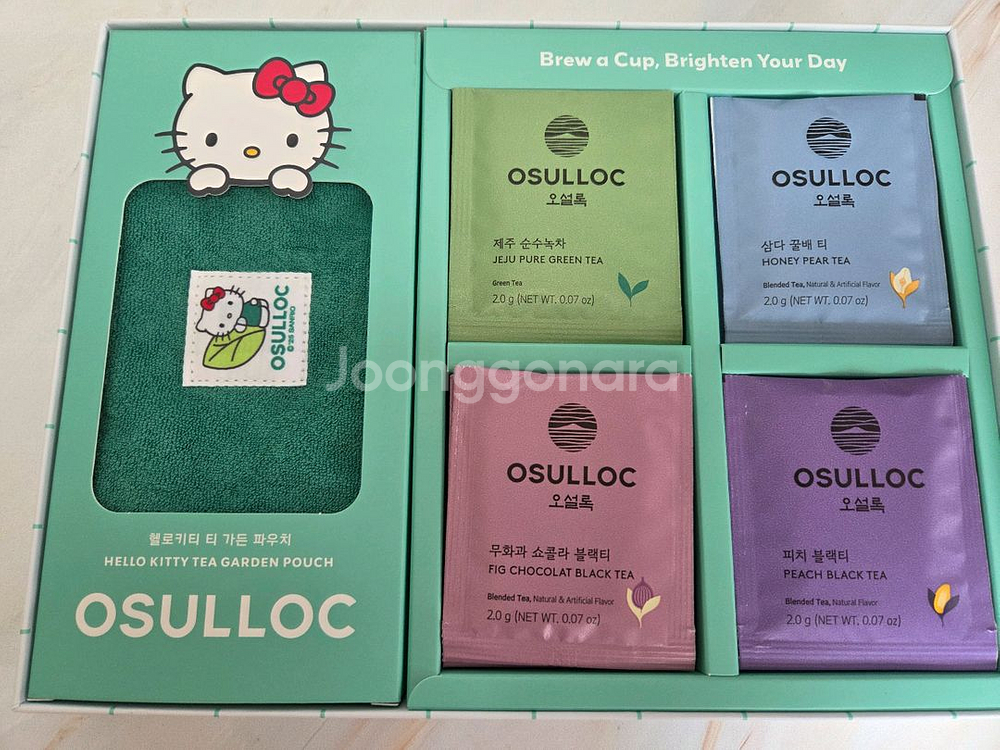 Brew a Cup, Brighten Your Day
OSULLOC
©'25 SANRIO
헬로키티 티 가든 파우치
HELLO KITTY TEA GARDEN POUCH
OSULLOC
OSULLOC
오설록
제주 순수녹차
JEJU PURE GREEN TEA
Green Tea
2.0 g (NET WT. 0.07 oz)
OSULLOC
오설록
삼다 꿀배 티
HONEY PEAR TEA
Blended Tea, Natural & Artificial Flavor
2.0 g (NET WT. 0.07 oz)
Joonggonara
OSULLOC
오설록
무화과 쇼콜라 블랙티
FIG CHOCOLAT BLACK TEA
Blended Tea, Natural & Artificial Flavor
2.0 g (NET WT. 0.07 oz)
OSULLOC
오설록
피치 블랙티
PEACH BLACK TEA
Blended Tea, Natural Flavor
2.0 g (NET WT. 0.07 oz)